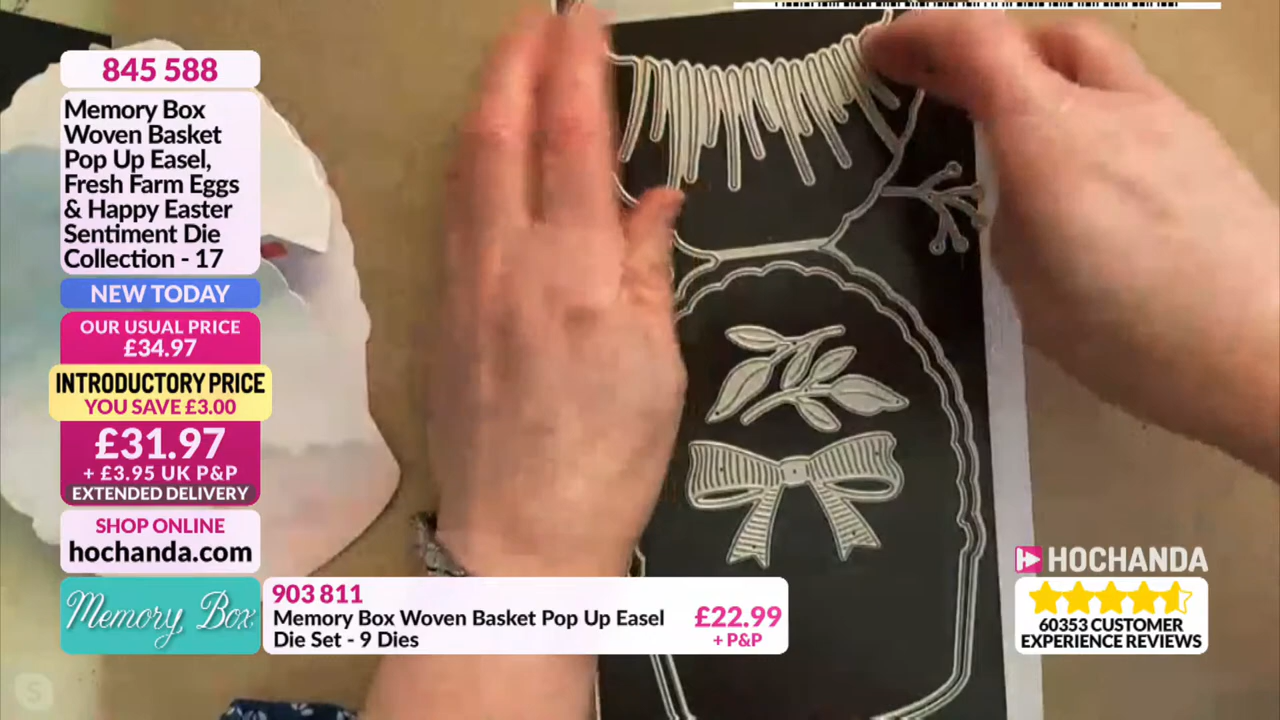 845 588
Memory Box
Woven Basket
Pop Up Easel,
Fresh Farm Eggs
& Happy Easter
Sentiment Die
Collection - 17
NEW TODAY
OUR USUAL PRICE
£34.97
INTRODUCTORY PRICE
YOU SAVE £3.00
£31.97
+ £3.95 UK P&P
EXTENDED DELIVERY
SHOP ONLINE
hochanda.com
Memory Box
903 811
Memory Box Woven Basket Pop Up Easel
Die Set - 9 Dies
£22.99
+ P&P
HOCHANDA
60353 CUSTOMER
EXPERIENCE REVIEWS